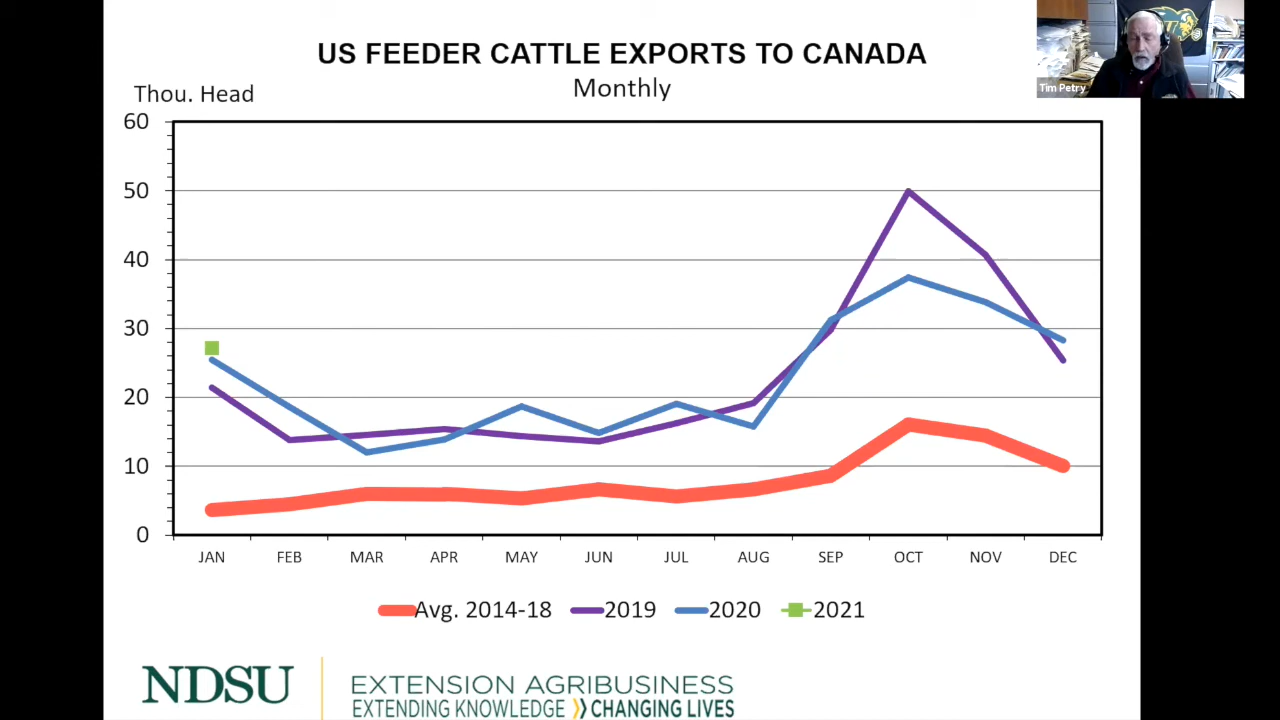 US FEEDER CATTLE EXPORTS TO CANADA
Monthly
Thou. Head
Tim Petry
60
50
40
30
20
10
0
JAN FEB MAR APR MAY JUN JUL AUG SEP OCT NOV DEC
Avg. 2014-18 2019 2020 2021
NDSU
EXTENSION AGRIBUSINESS
EXTENDING KNOWLEDGE CHANGING LIVES